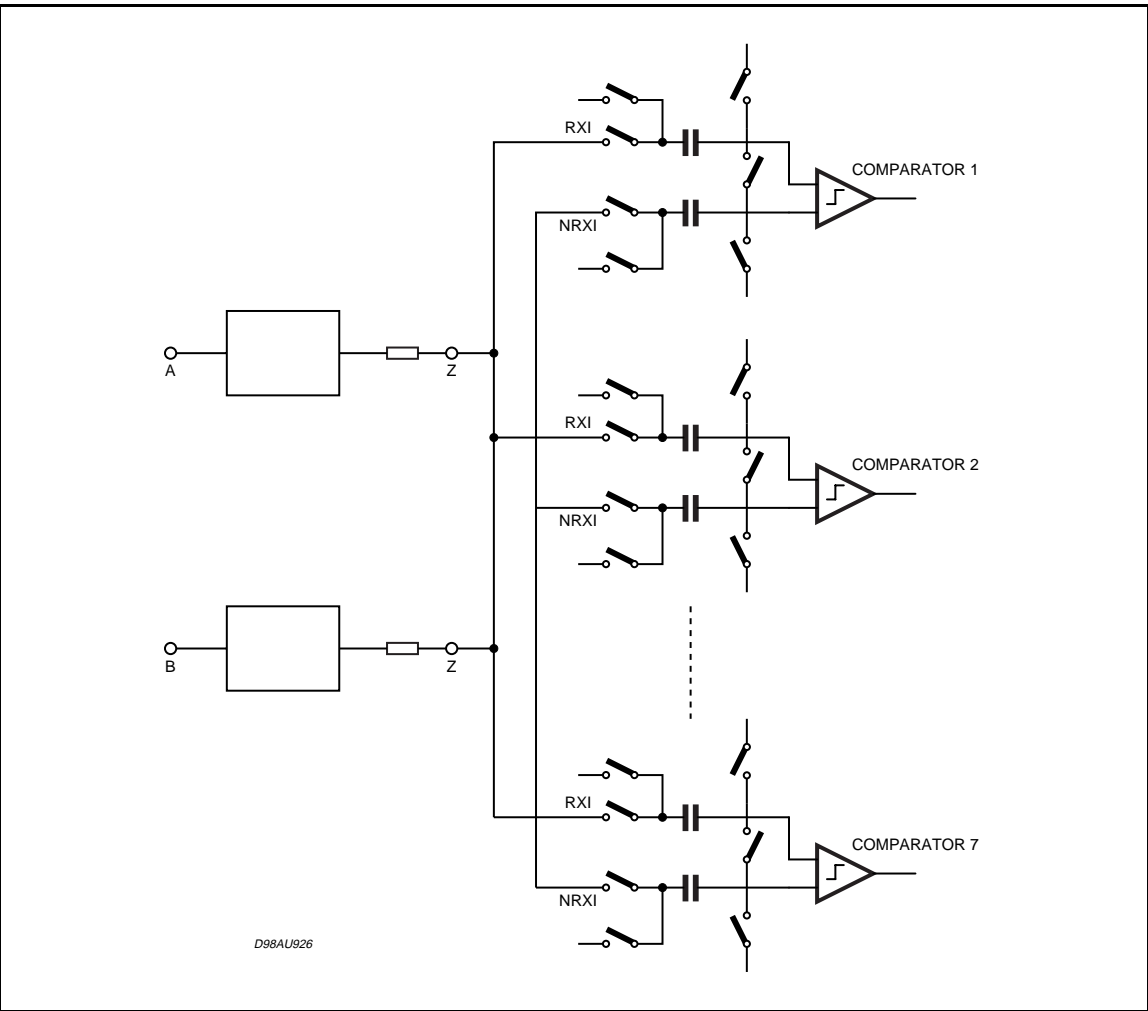 RXI
COMPARATOR 1
NRXI
A
Z
RXI
COMPARATOR 2
NRXI
B
Z
RXI
COMPARATOR 7
NRXI
D98AU926